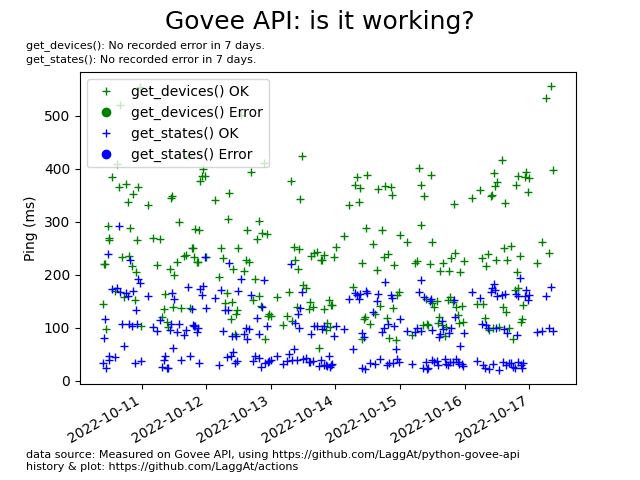 Govee API: is it working?
get_devices(): No recorded error in 7 days.
get_states(): No recorded error in 7 days.
get_devices() OK
get_devices() Error
get_states() OK
get_states() Error
Ping (ms)
500
400
300
200
100
0
2022-10-11
2022-10-12
2022-10-13
2022-10-14
2022-10-15
2022-10-16
2022-10-17
data source: Measured on Govee API, using https://github.com/LaggAt/python-govee-api
history & plot: https://github.com/LaggAt/actions